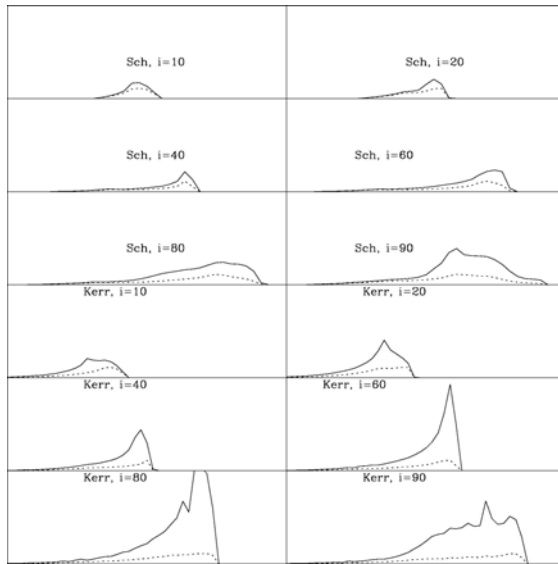 Sch, i=10
Sch, i=20
Sch, i=40
Sch, i=60
Sch, i=80
Sch, i=90
Kerr, i=10
Kerr, i=20
Kerr, i=40
Kerr, i=60
Kerr, i=80
Kerr, i=90